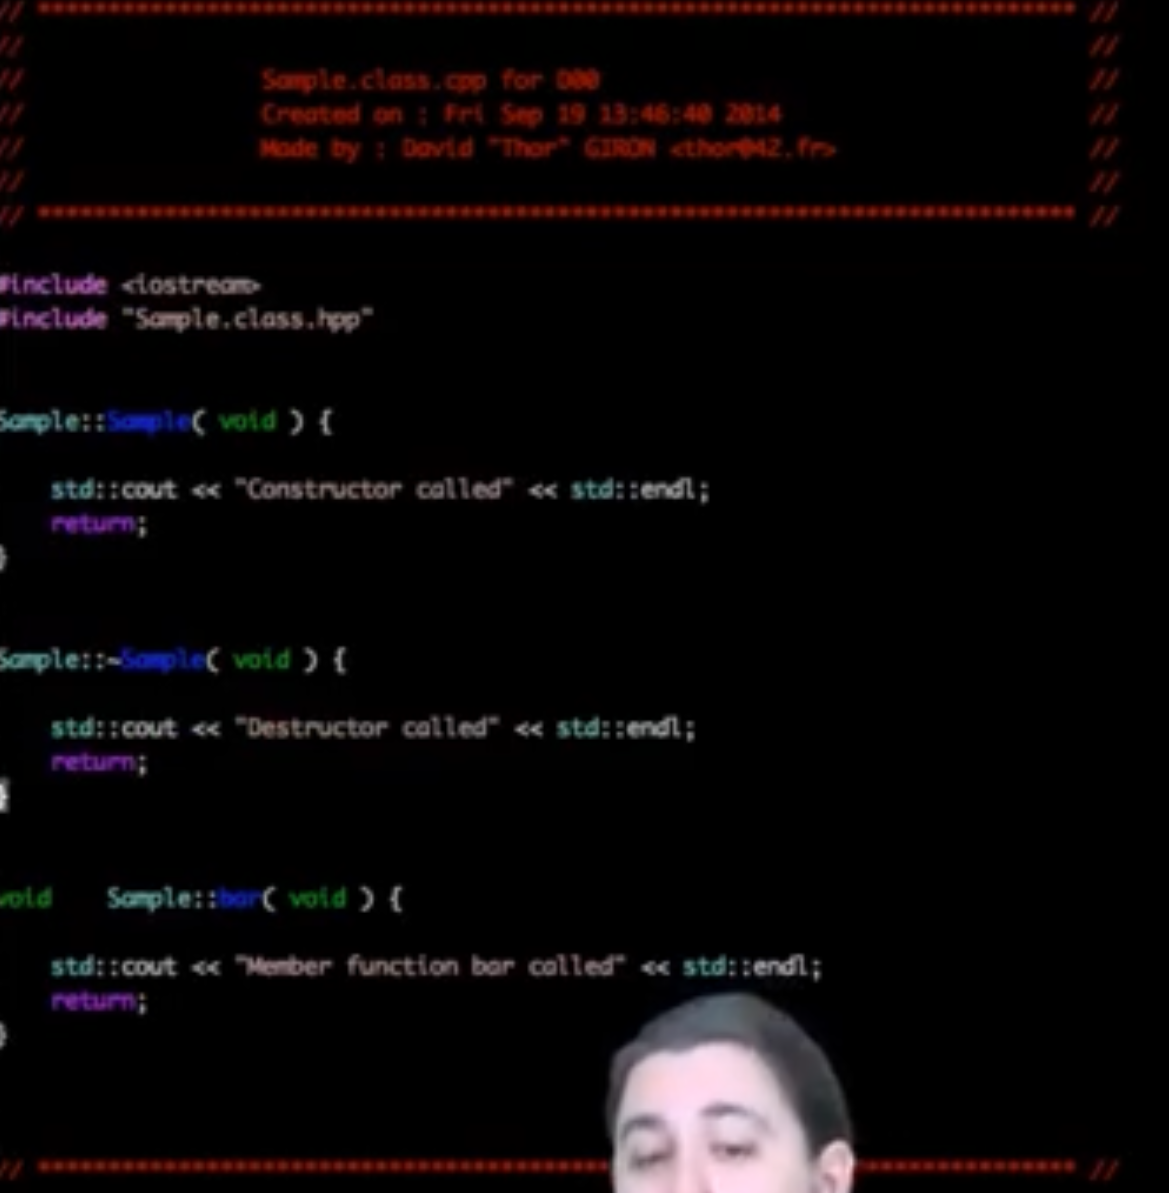 // *************************************************************************** //
// //
// Sample.class.cpp for D00 //
// Created on : Fri Sep 19 13:46:40 2014 //
// Made by : David "Thor" GIRON <thor@42.fr> //
// //
// *************************************************************************** //
#include <iostream>
#include "Sample.class.hpp"
Sample::Sample( void ) {
std::cout << "Constructor called" << std::endl;
return;
}
Sample::~Sample( void ) {
std::cout << "Destructor called" << std::endl;
return;
}
void Sample::bar( void ) {
std::cout << "Member function bar called" << std::endl;
return;
}
// *************************************************************************** //